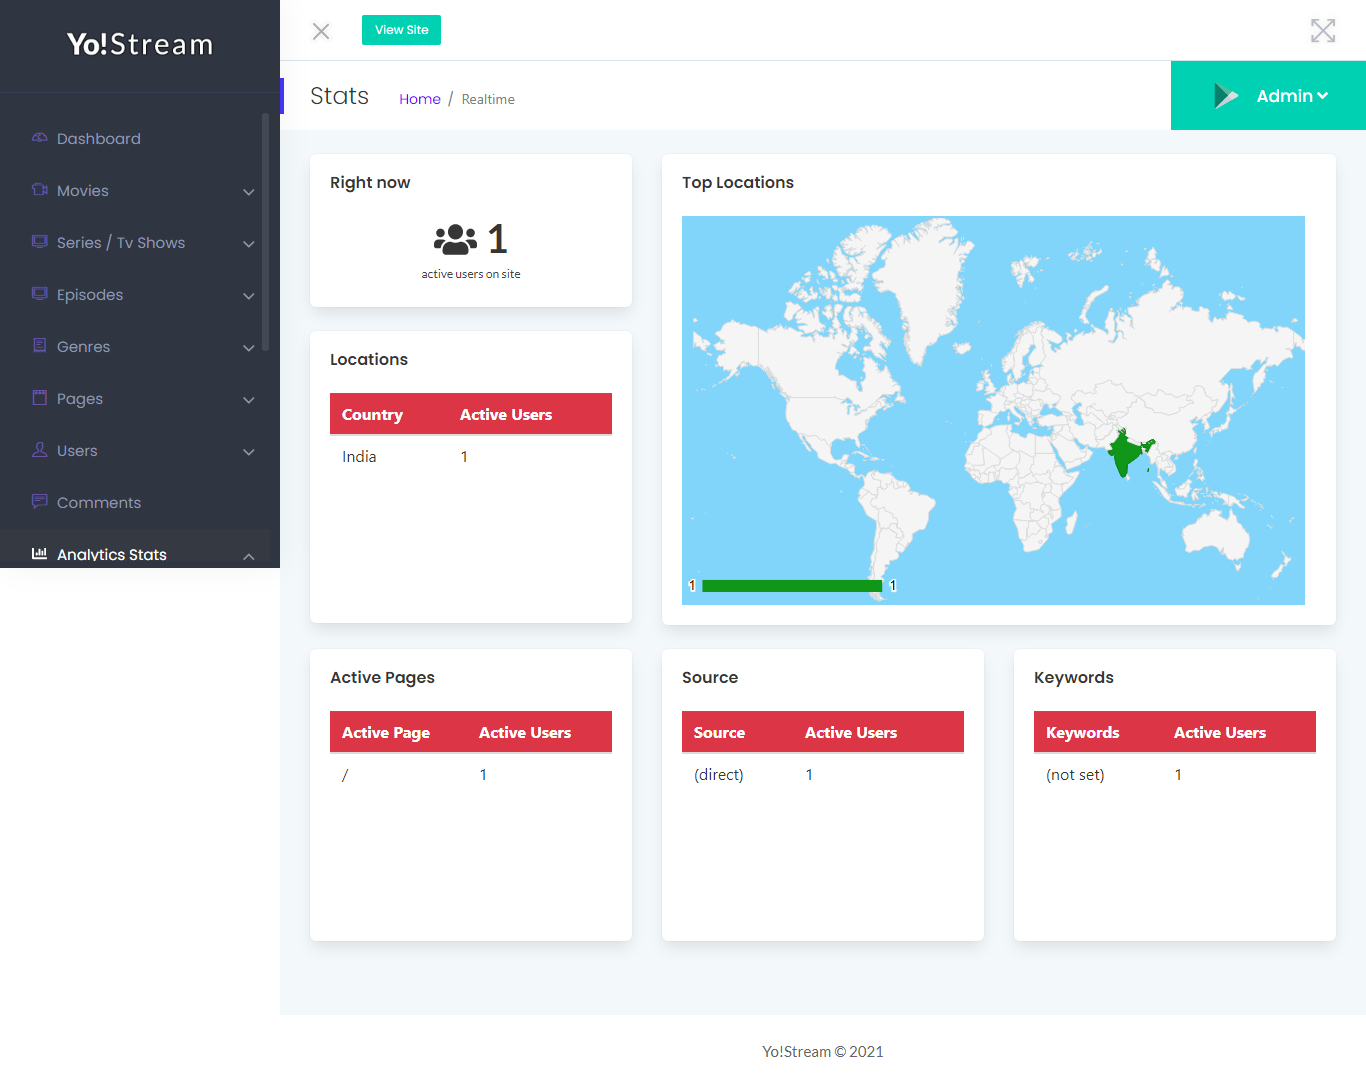 Yo!Stream
View Site
Stats
Home / Realtime
Admin
Dashboard
Movies
Series / Tv Shows
Episodes
Genres
Pages
Users
Comments
Analytics Stats
Right now
1
active users on site
Top Locations
1 1
Locations
Country Active Users
India 1
Active Pages
Active Page Active Users
/ 1
Source
Source Active Users
(direct) 1
Keywords
Keywords Active Users
(not set) 1
Yo!Stream © 2021